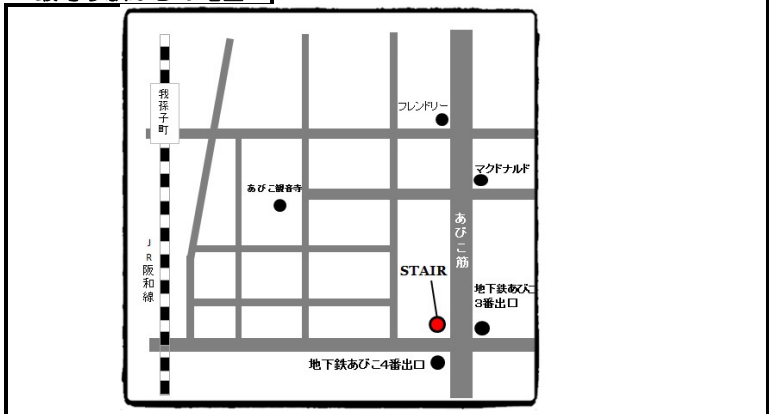 我孫子町
フレンドリー
マクドナルド
あびこ観音寺
あびこ筋
JR阪和線
STAIR
地下鉄あびこ
3番出口
地下鉄あびこ4番出口